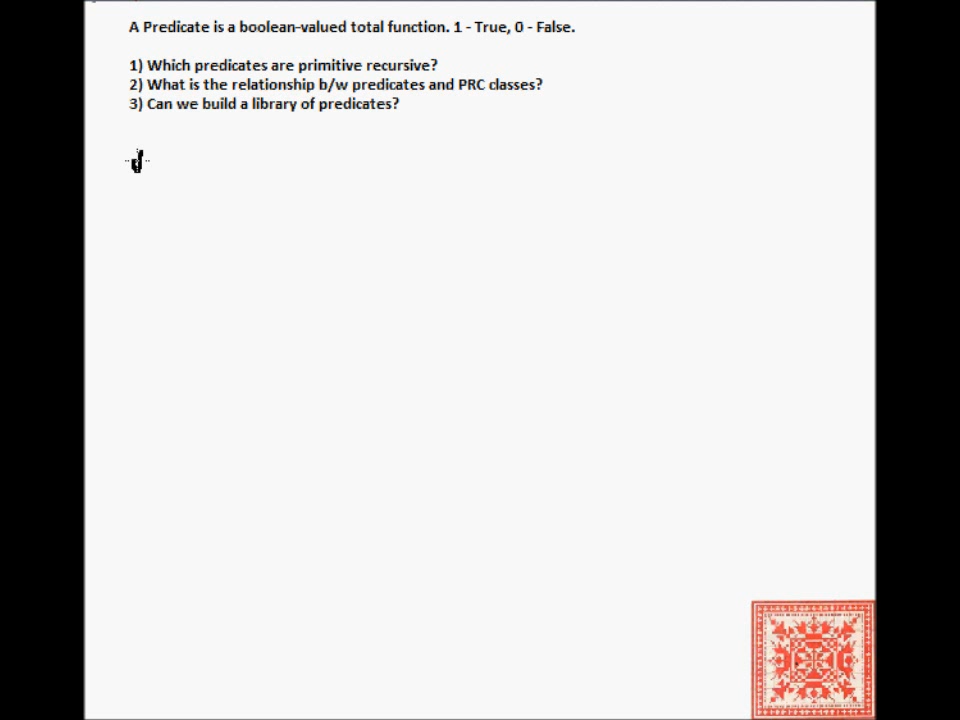 A Predicate is a boolean-valued total function. 1 - True, 0 - False.
1) Which predicates are primitive recursive?
2) What is the relationship b/w predicates and PRC classes?
3) Can we build a library of predicates?